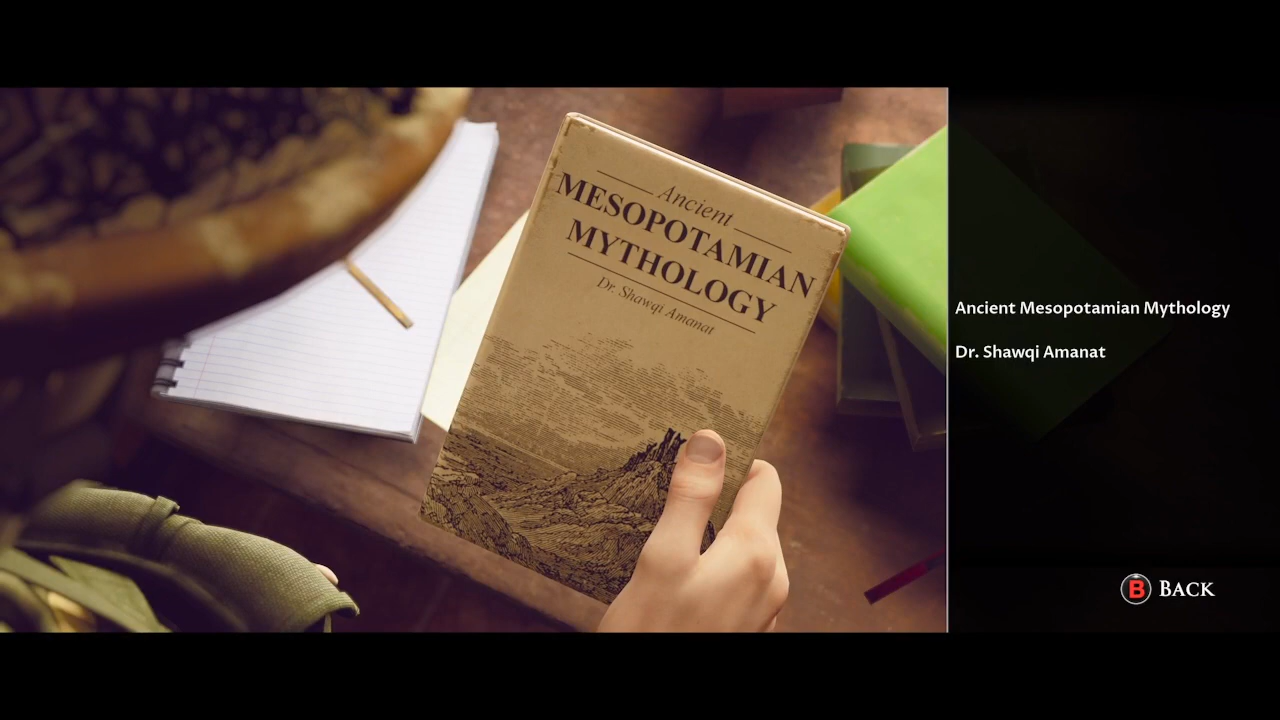 Ancient
MESOPOTAMIAN
MYTHOLOGY
Dr. Shawqi Amanat
Ancient Mesopotamian Mythology
Dr. Shawqi Amanat
B BACK